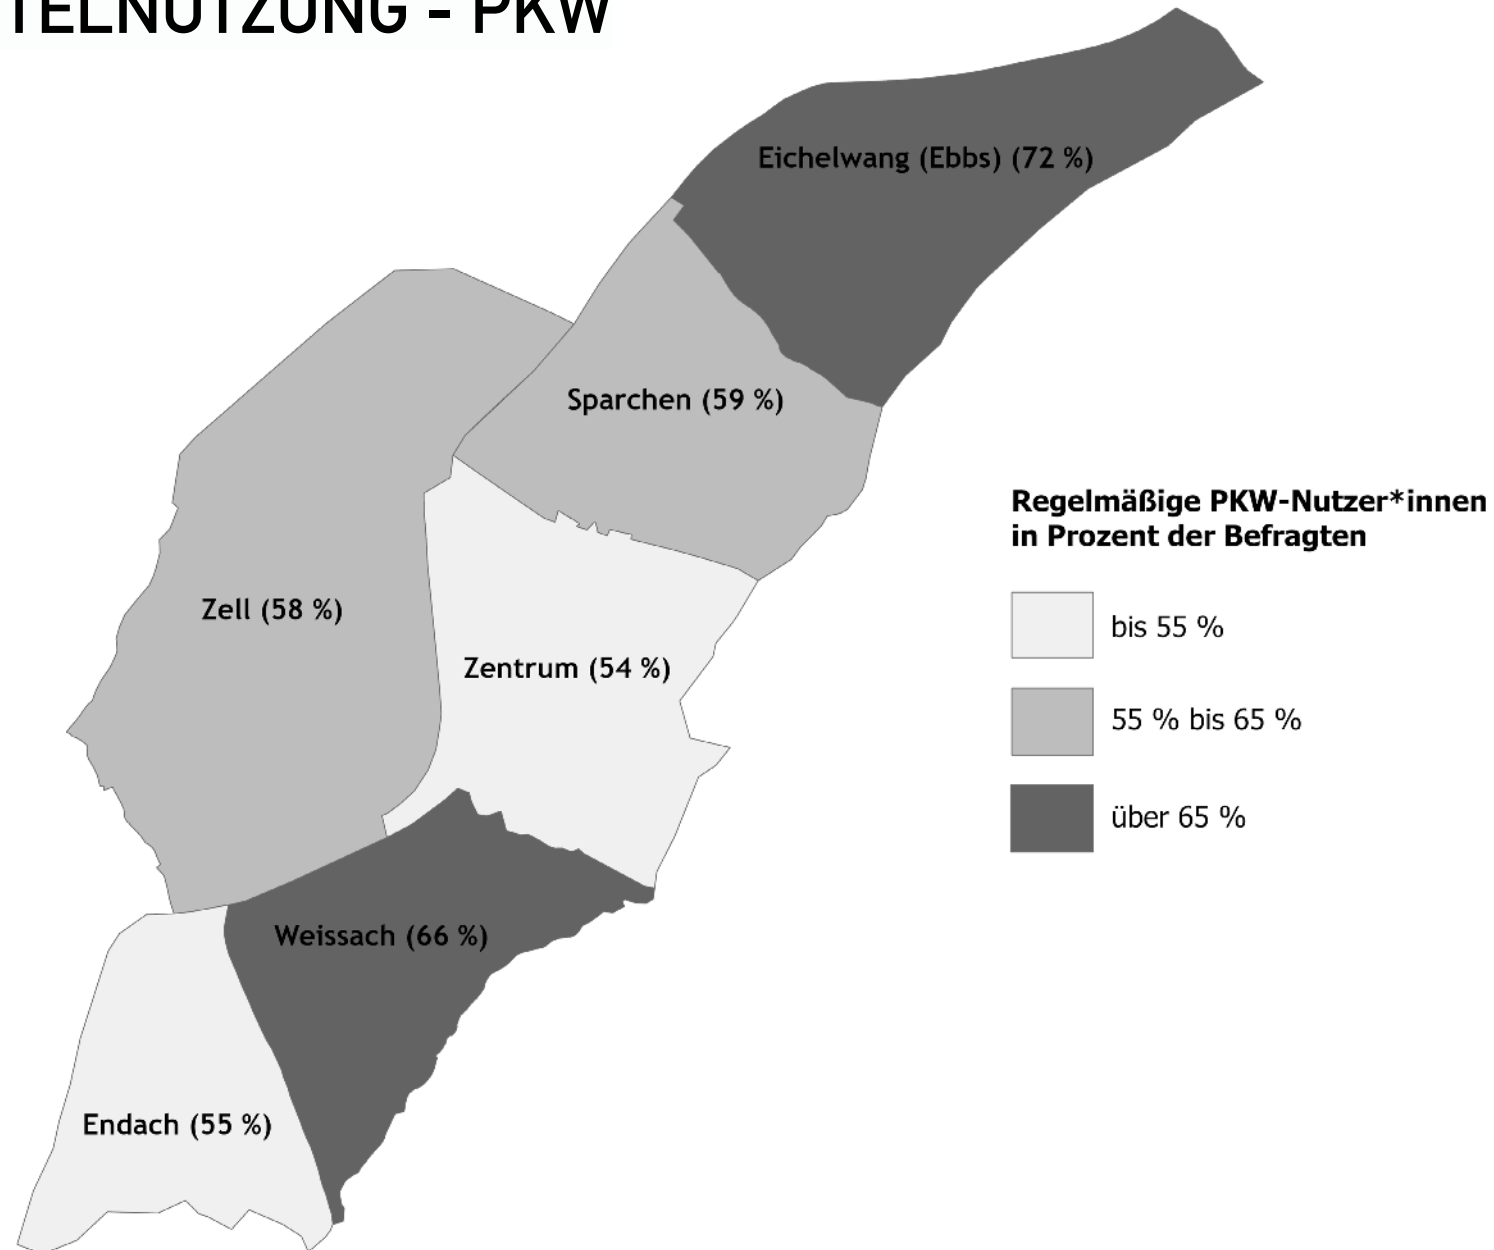 TELNUTZUNG - PKW
Eichelwang (Ebbs) (72 %)
Sparchen (59 %)
Zell (58 %)
Zentrum (54 %)
Weissach (66 %)
Endach (55 %)
Regelmäßige PKW-Nutzer*innen
in Prozent der Befragten
bis 55 %
55 % bis 65 %
über 65 %